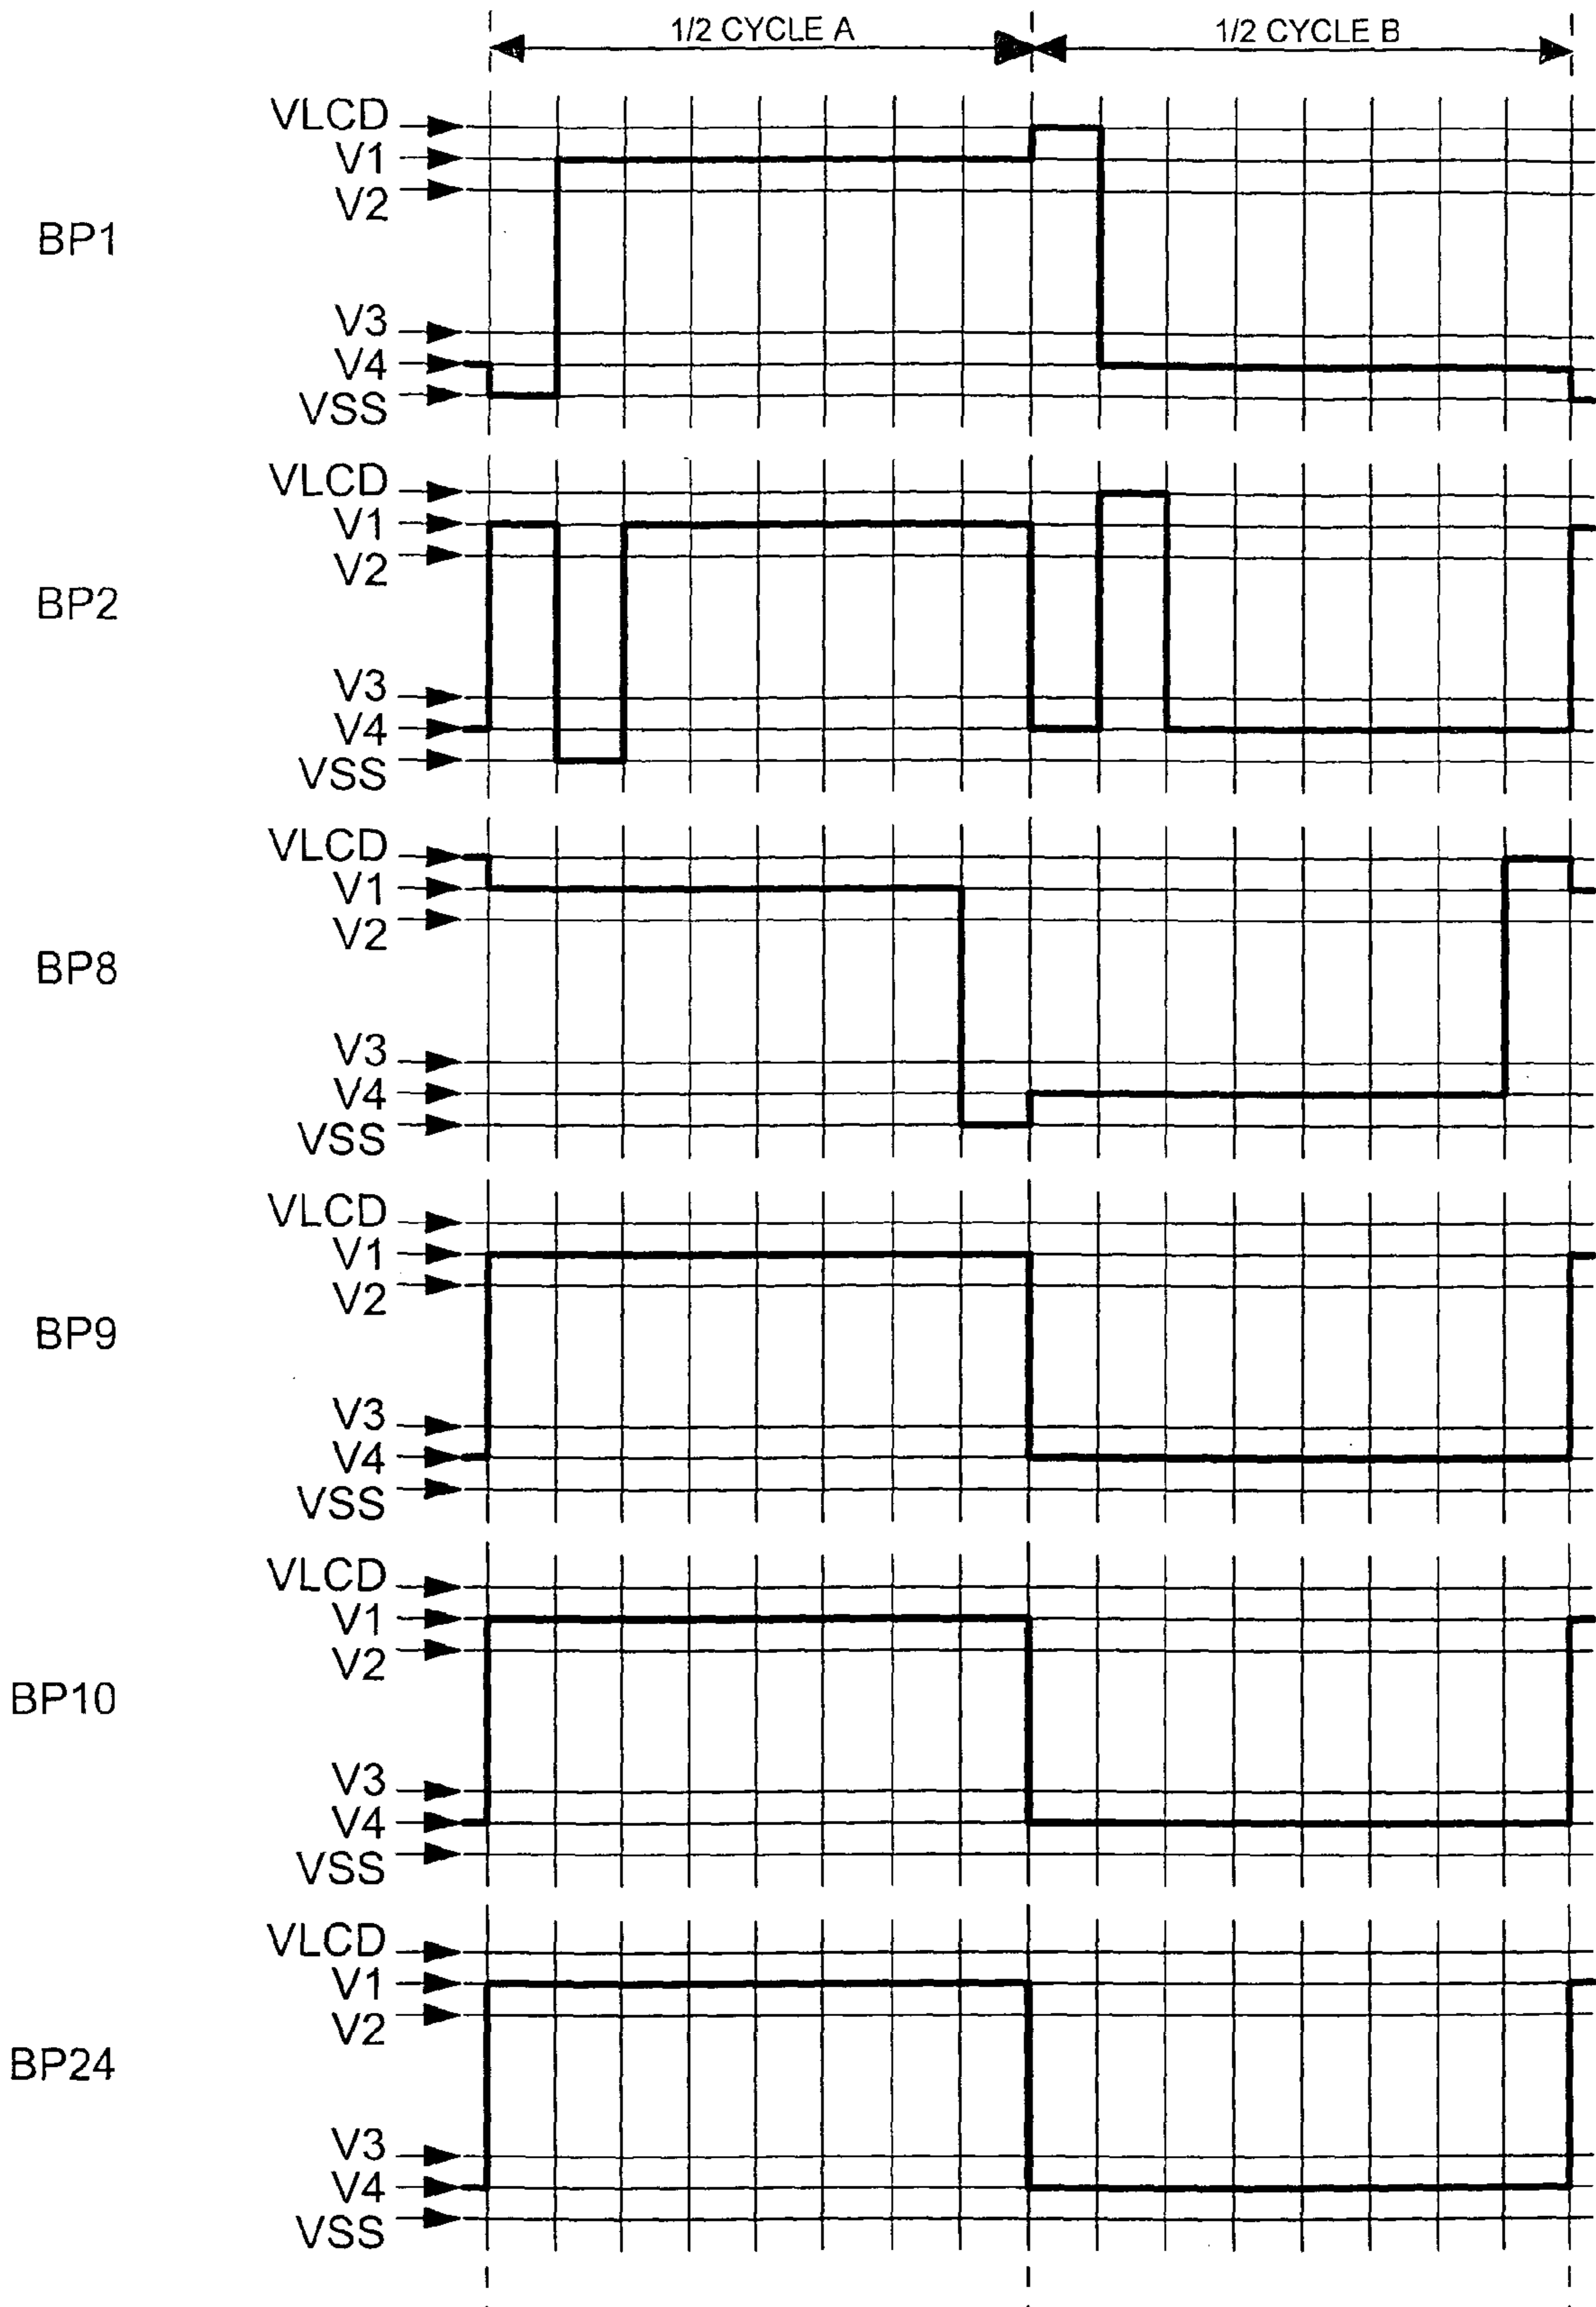 1/2 CYCLE A
1/2 CYCLE B
BP1
VLCD
V1
V2
V3
V4
VSS
BP2
VLCD
V1
V2
V3
V4
VSS
BP8
VLCD
V1
V2
V3
V4
VSS
BP9
VLCD
V1
V2
V3
V4
VSS
BP10
VLCD
V1
V2
V3
V4
VSS
BP24
VLCD
V1
V2
V3
V4
VSS